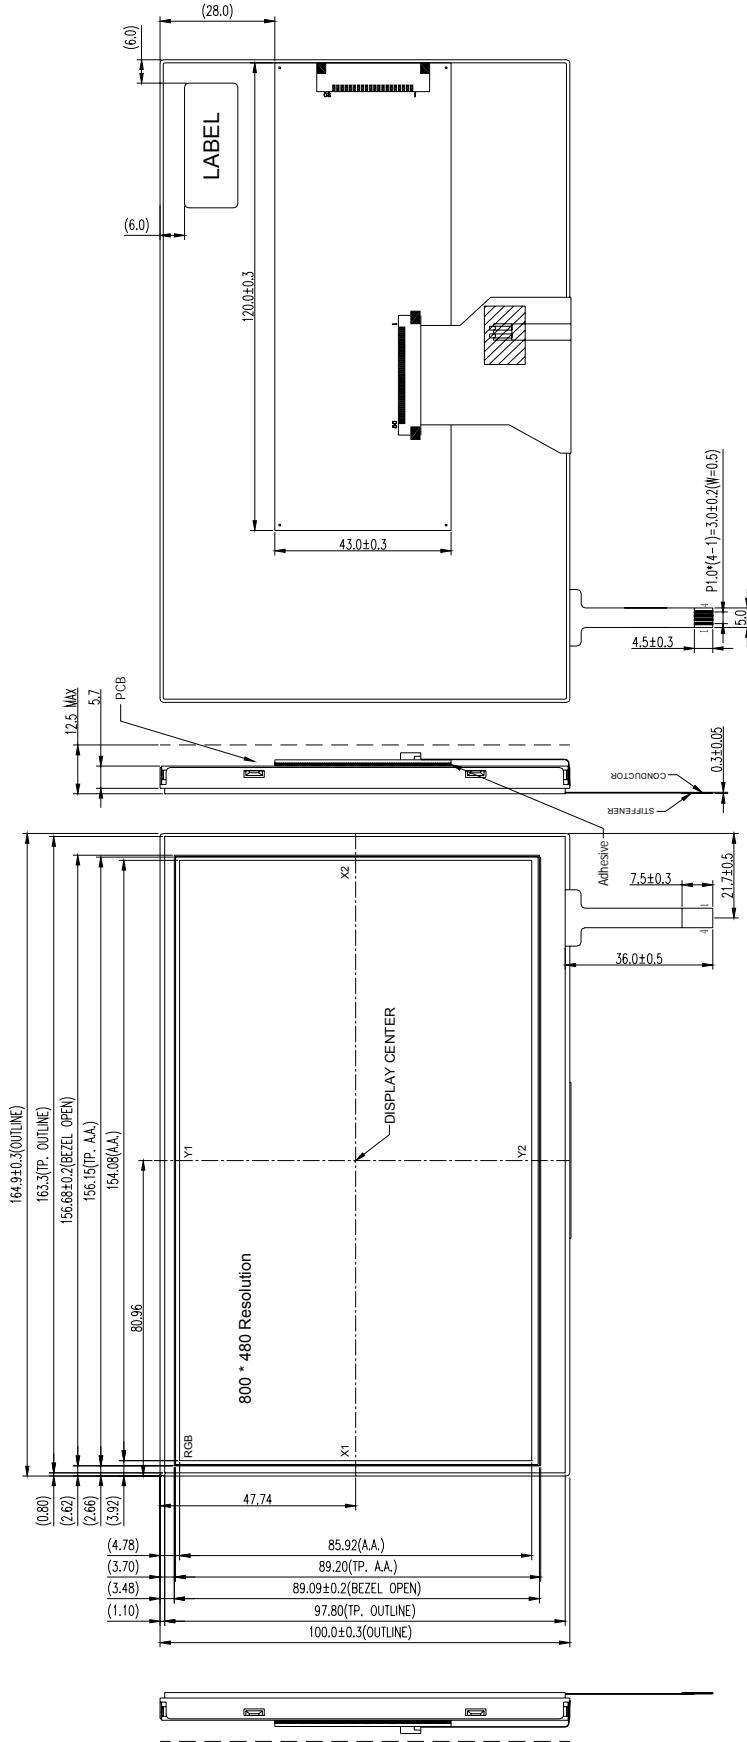 (28.0)
(6.0)
LABEL
(6.0)
120.0±0.3
43.0±0.3
P1.0*(4-1)=3.0±0.2(W=0.5)
1
4
4.5±0.3
5.0
12.5 MAX
5.7
PCB
CONDUCTOR
STIFFENER
0.3±0.05
Adhesive
7.5±0.3
21.7±0.5
36.0±0.5
1
4
164.9±0.3(OUTLINE)
163.3(TP. OUTLINE)
156.68±0.2(BEZEL OPEN)
156.15(TP. A.A.)
154.08(A.A.)
80.96
X2
DISPLAY CENTER
Y1
Y2
800 * 480 Resolution
RGB
X1
(0.80)
(2.62)
(2.66)
(3.92)
47.74
(4.78)
85.92(A.A.)
(3.70)
89.20(TP. A.A.)
(3.48)
89.09±0.2(BEZEL OPEN)
(1.10)
97.80(TP. OUTLINE)
100.0±0.3(OUTLINE)